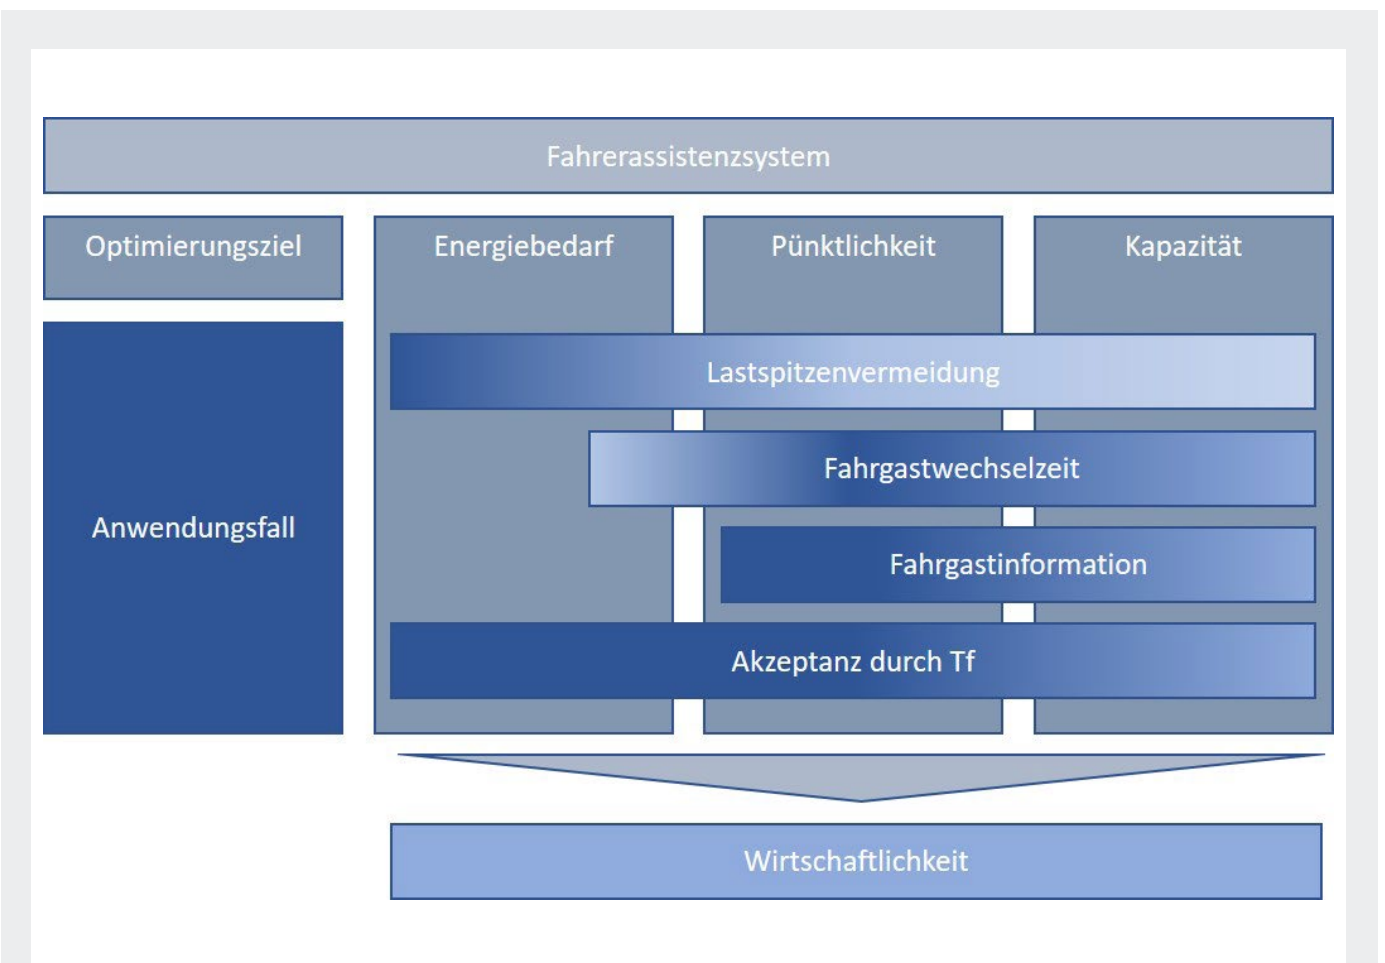 Fahrerassistenzsystem
Optimierungsziel
Energiebedarf
Pünktlichkeit
Kapazität
Anwendungsfall
Lastspitzenvermeidung
Fahrgastwechselzeit
Fahrgastinformation
Akzeptanz durch Tf
Wirtschaftlichkeit